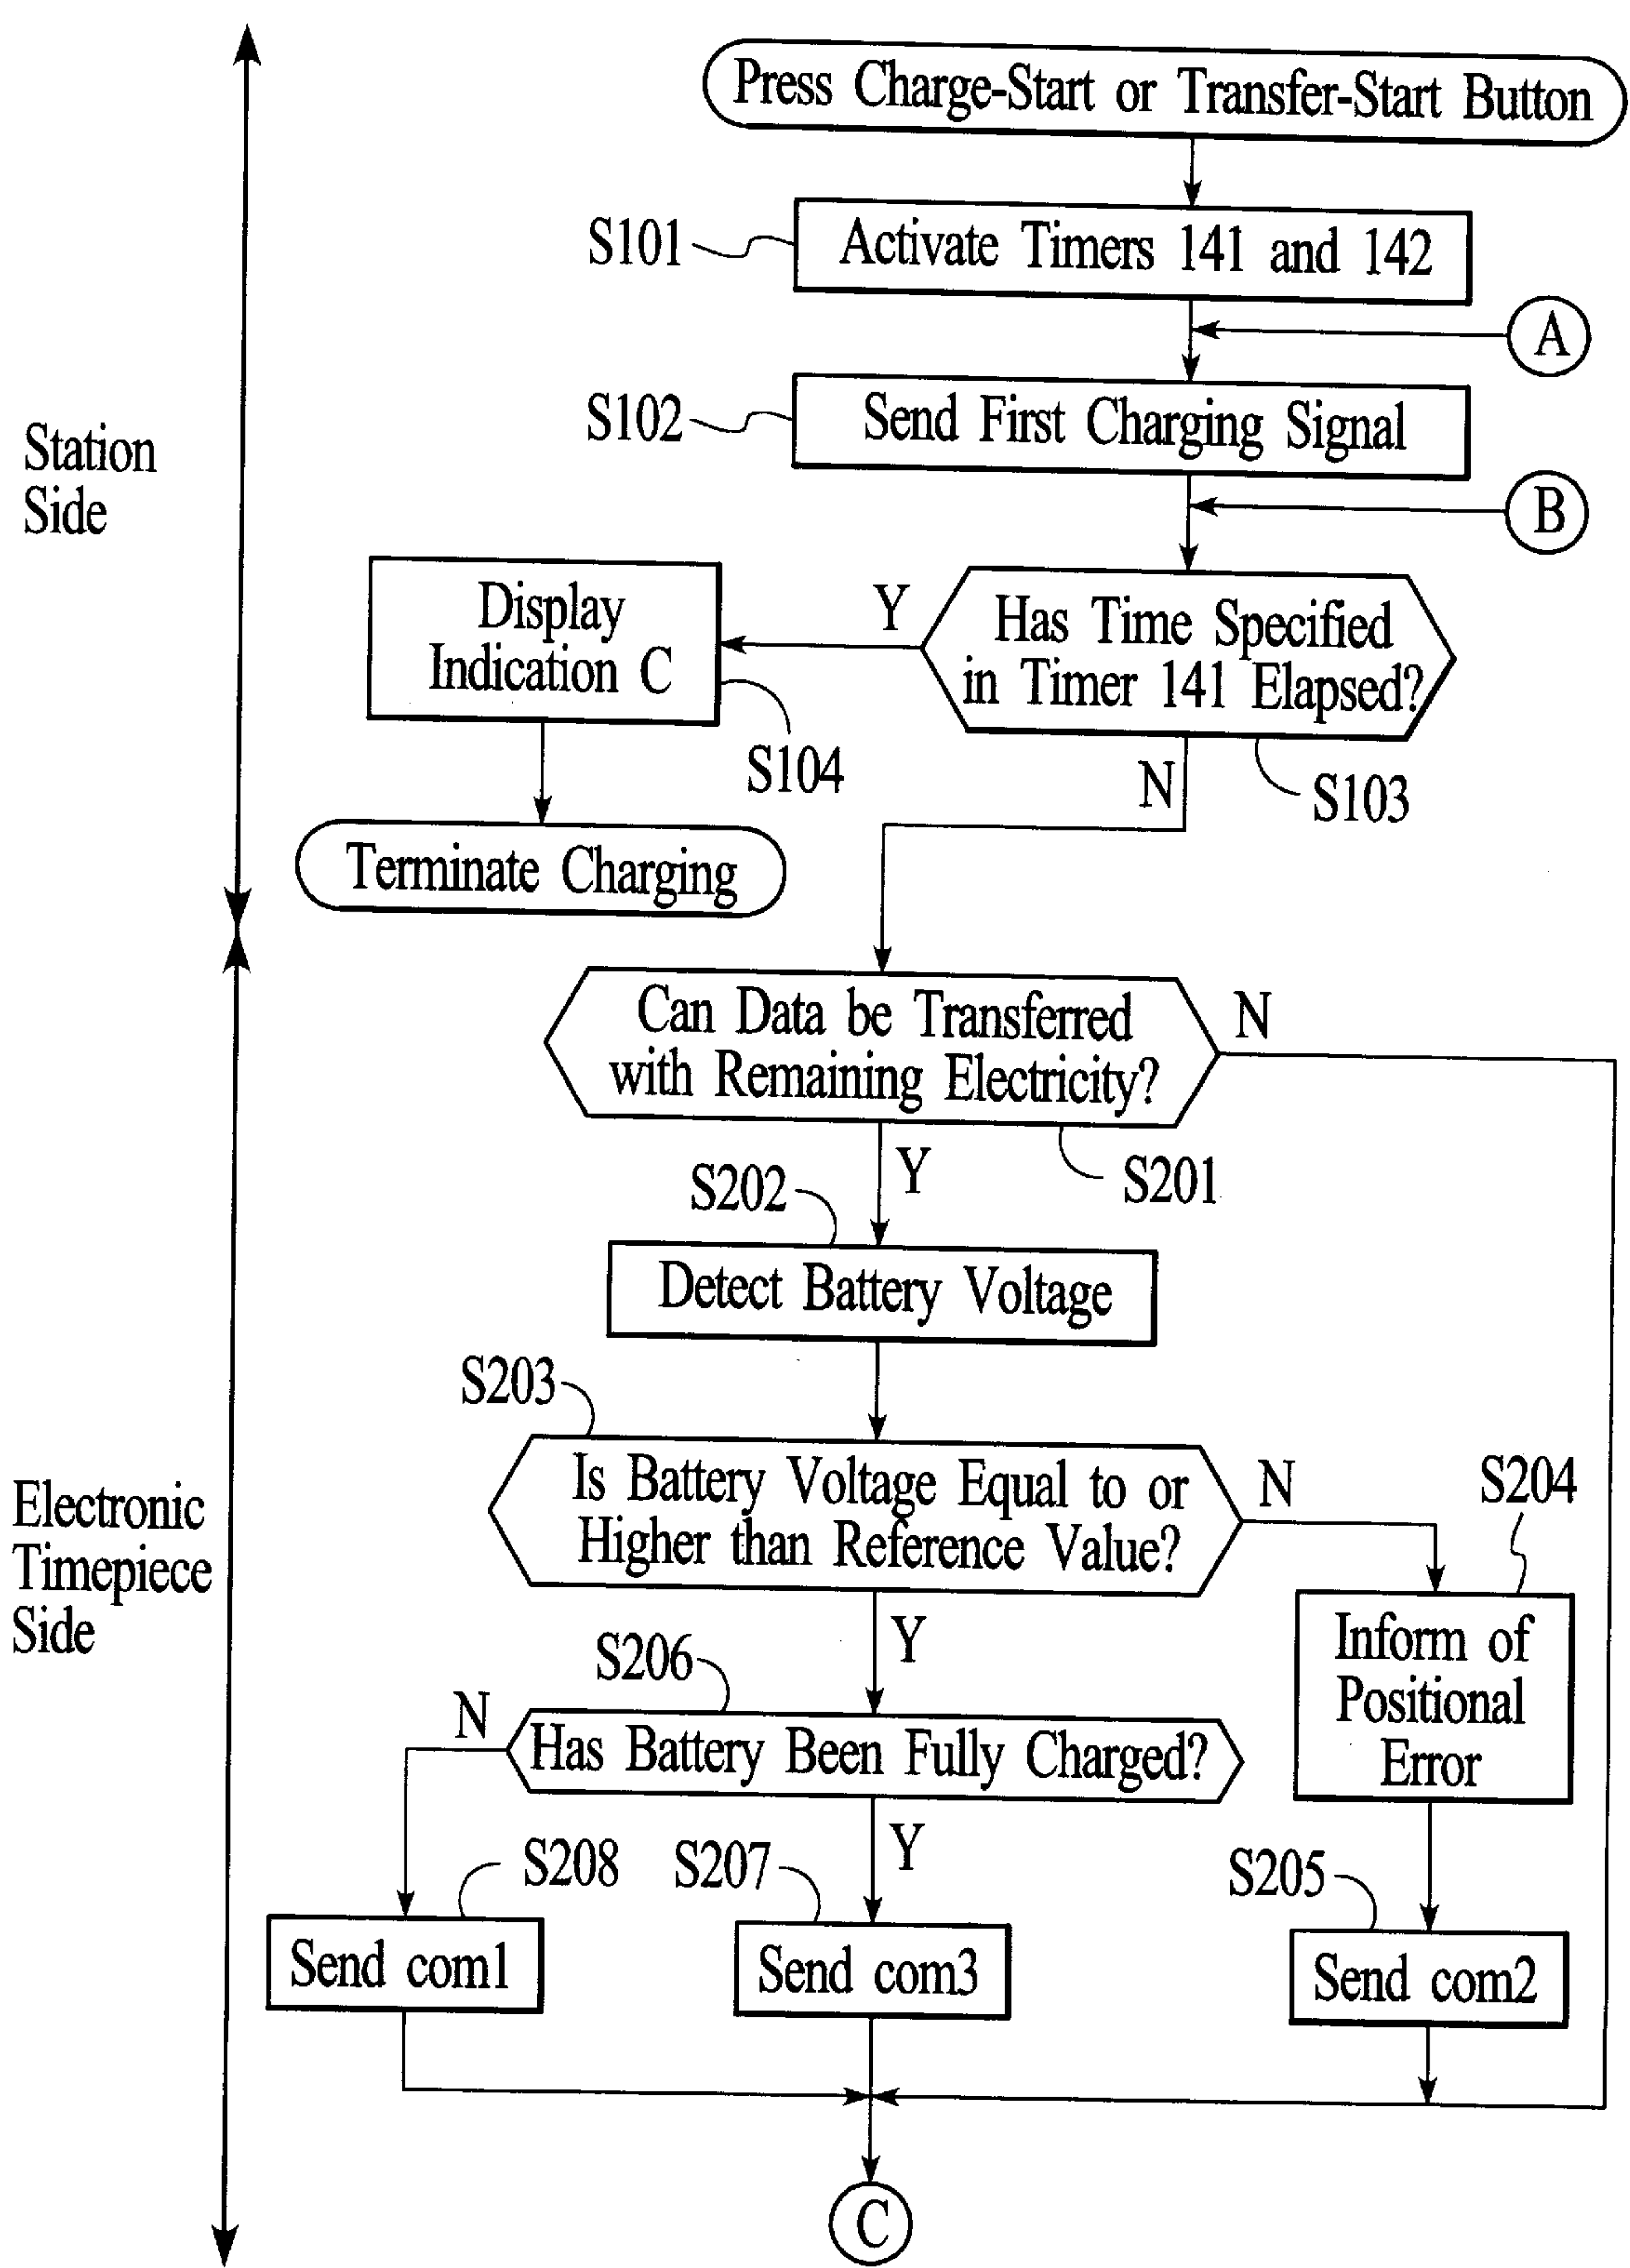 Press Charge-Start or Transfer-Start Button
S101
Activate Timers 141 and 142
A
S102
Send First Charging Signal
B
Station
Side
Display
Indication C
S104
Y
Has Time Specified
in Timer 141 Elapsed?
S103
N
Terminate Charging
Can Data be Transferred
with Remaining Electricity?
N
S201
Y
S202
Detect Battery Voltage
S203
Is Battery Voltage Equal to or
Higher than Reference Value?
N
S204
Electronic
Timepiece
Side
Inform of
Positional
Error
Y
S206
N
Has Battery Been Fully Charged?
Y
S208
S207
S205
Send com1
Send com3
Send com2
C